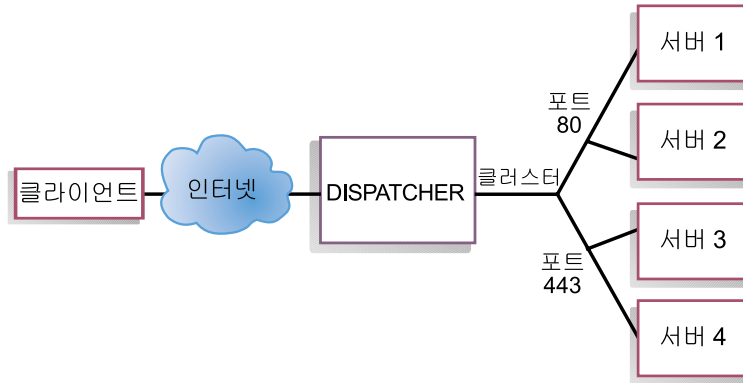 클라이언트
인터넷
DISPATCHER
클러스터
포트
80
포트
443
서버 1
서버 2
서버 3
서버 4